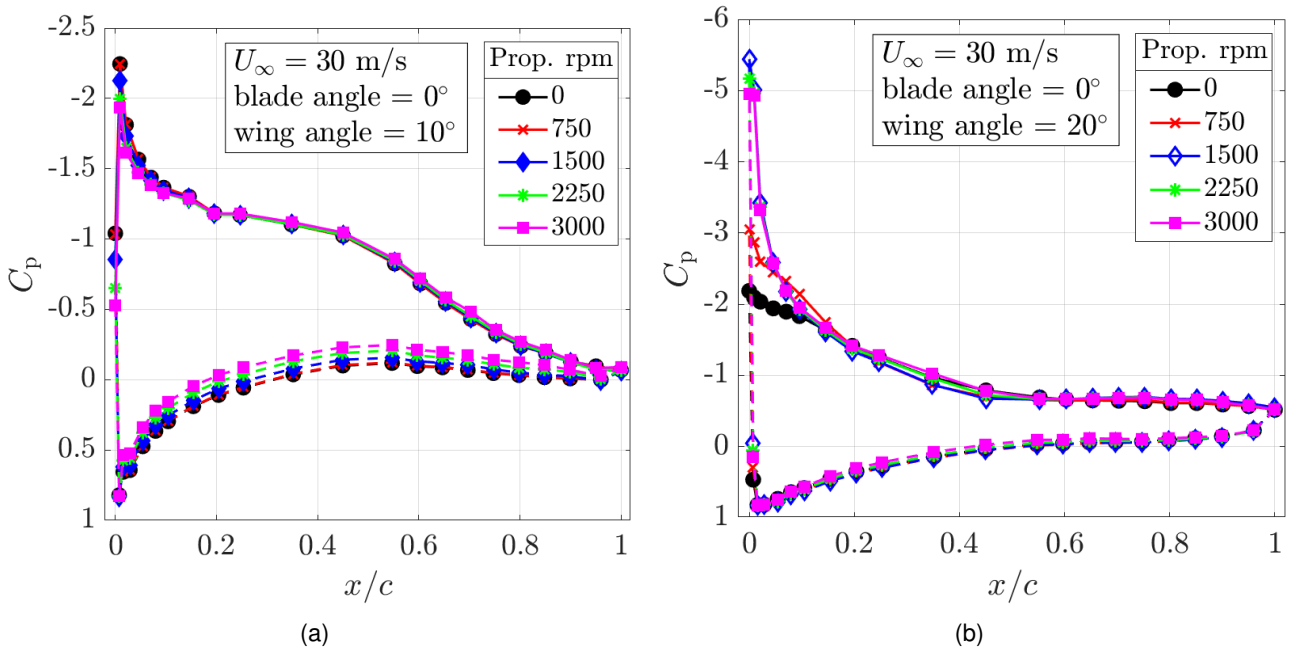 -2.5
-2
-1.5
-1
-0.5
0
0.5
1
C_p
0 0.2 0.4 0.6 0.8 1
x/c
U_∞ = 30 m/s
blade angle = 0°
wing angle = 10°
Prop. rpm
0
750
1500
2250
3000
(a)
-6
-5
-4
-3
-2
-1
0
1
C_p
0 0.2 0.4 0.6 0.8 1
x/c
U_∞ = 30 m/s
blade angle = 0°
wing angle = 20°
Prop. rpm
0
750
1500
2250
3000
(b)